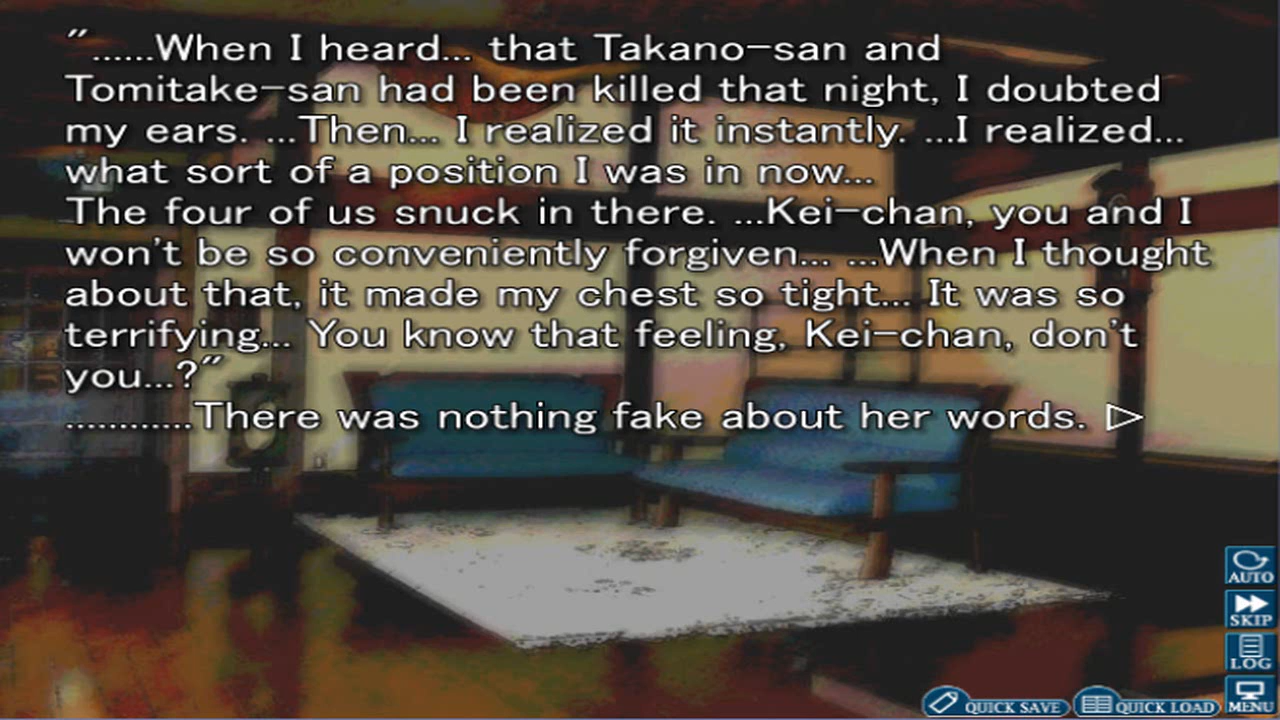 "......When I heard... that Takano-san and
Tomitake-san had been killed that night, I doubted
my ears. ...Then... I realized it instantly. ...I realized...
what sort of a position I was in now...
The four of us snuck in there. ...Kei-chan, you and I
won't be so conveniently forgiven... ...When I thought
about that, it made my chest so tight... It was so
terrifying... You know that feeling, Kei-chan, don't
you...?"
............There was nothing fake about her words.
AUTO
SKIP
LOG
MENU
QUICK SAVE
QUICK LOAD